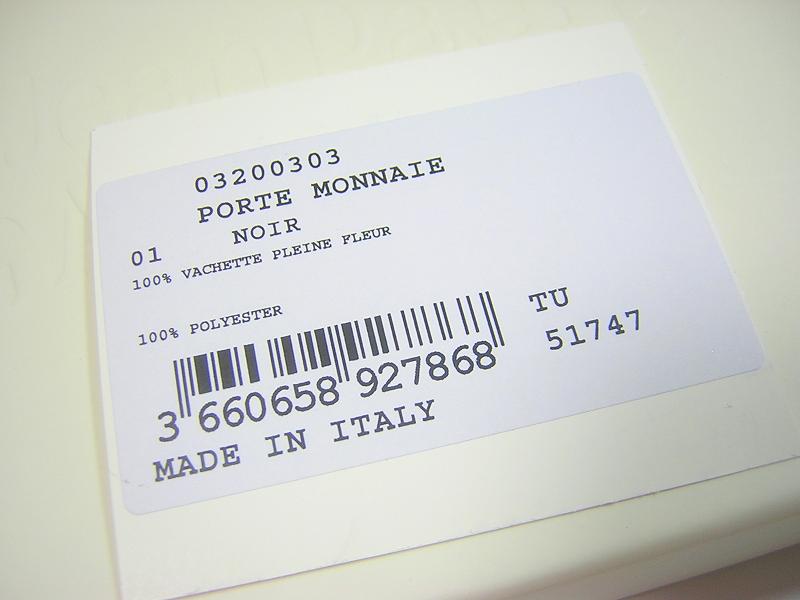 03200303
PORTE MONNAIE
01 NOIR
100% VACHETTE PLEINE FLEUR
100% POLYESTER
TU
51747
3 660658 927868
MADE IN ITALY